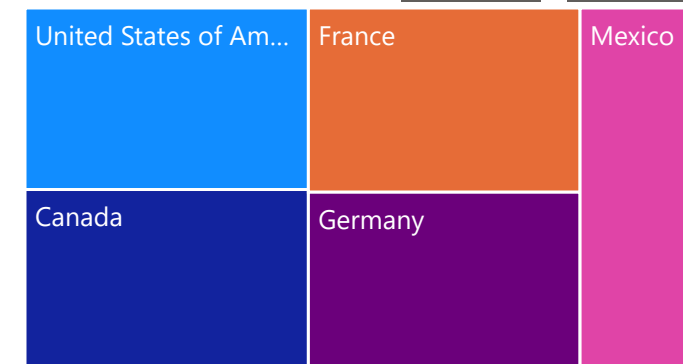 United States of Am...
France
Mexico
Canada
Germany